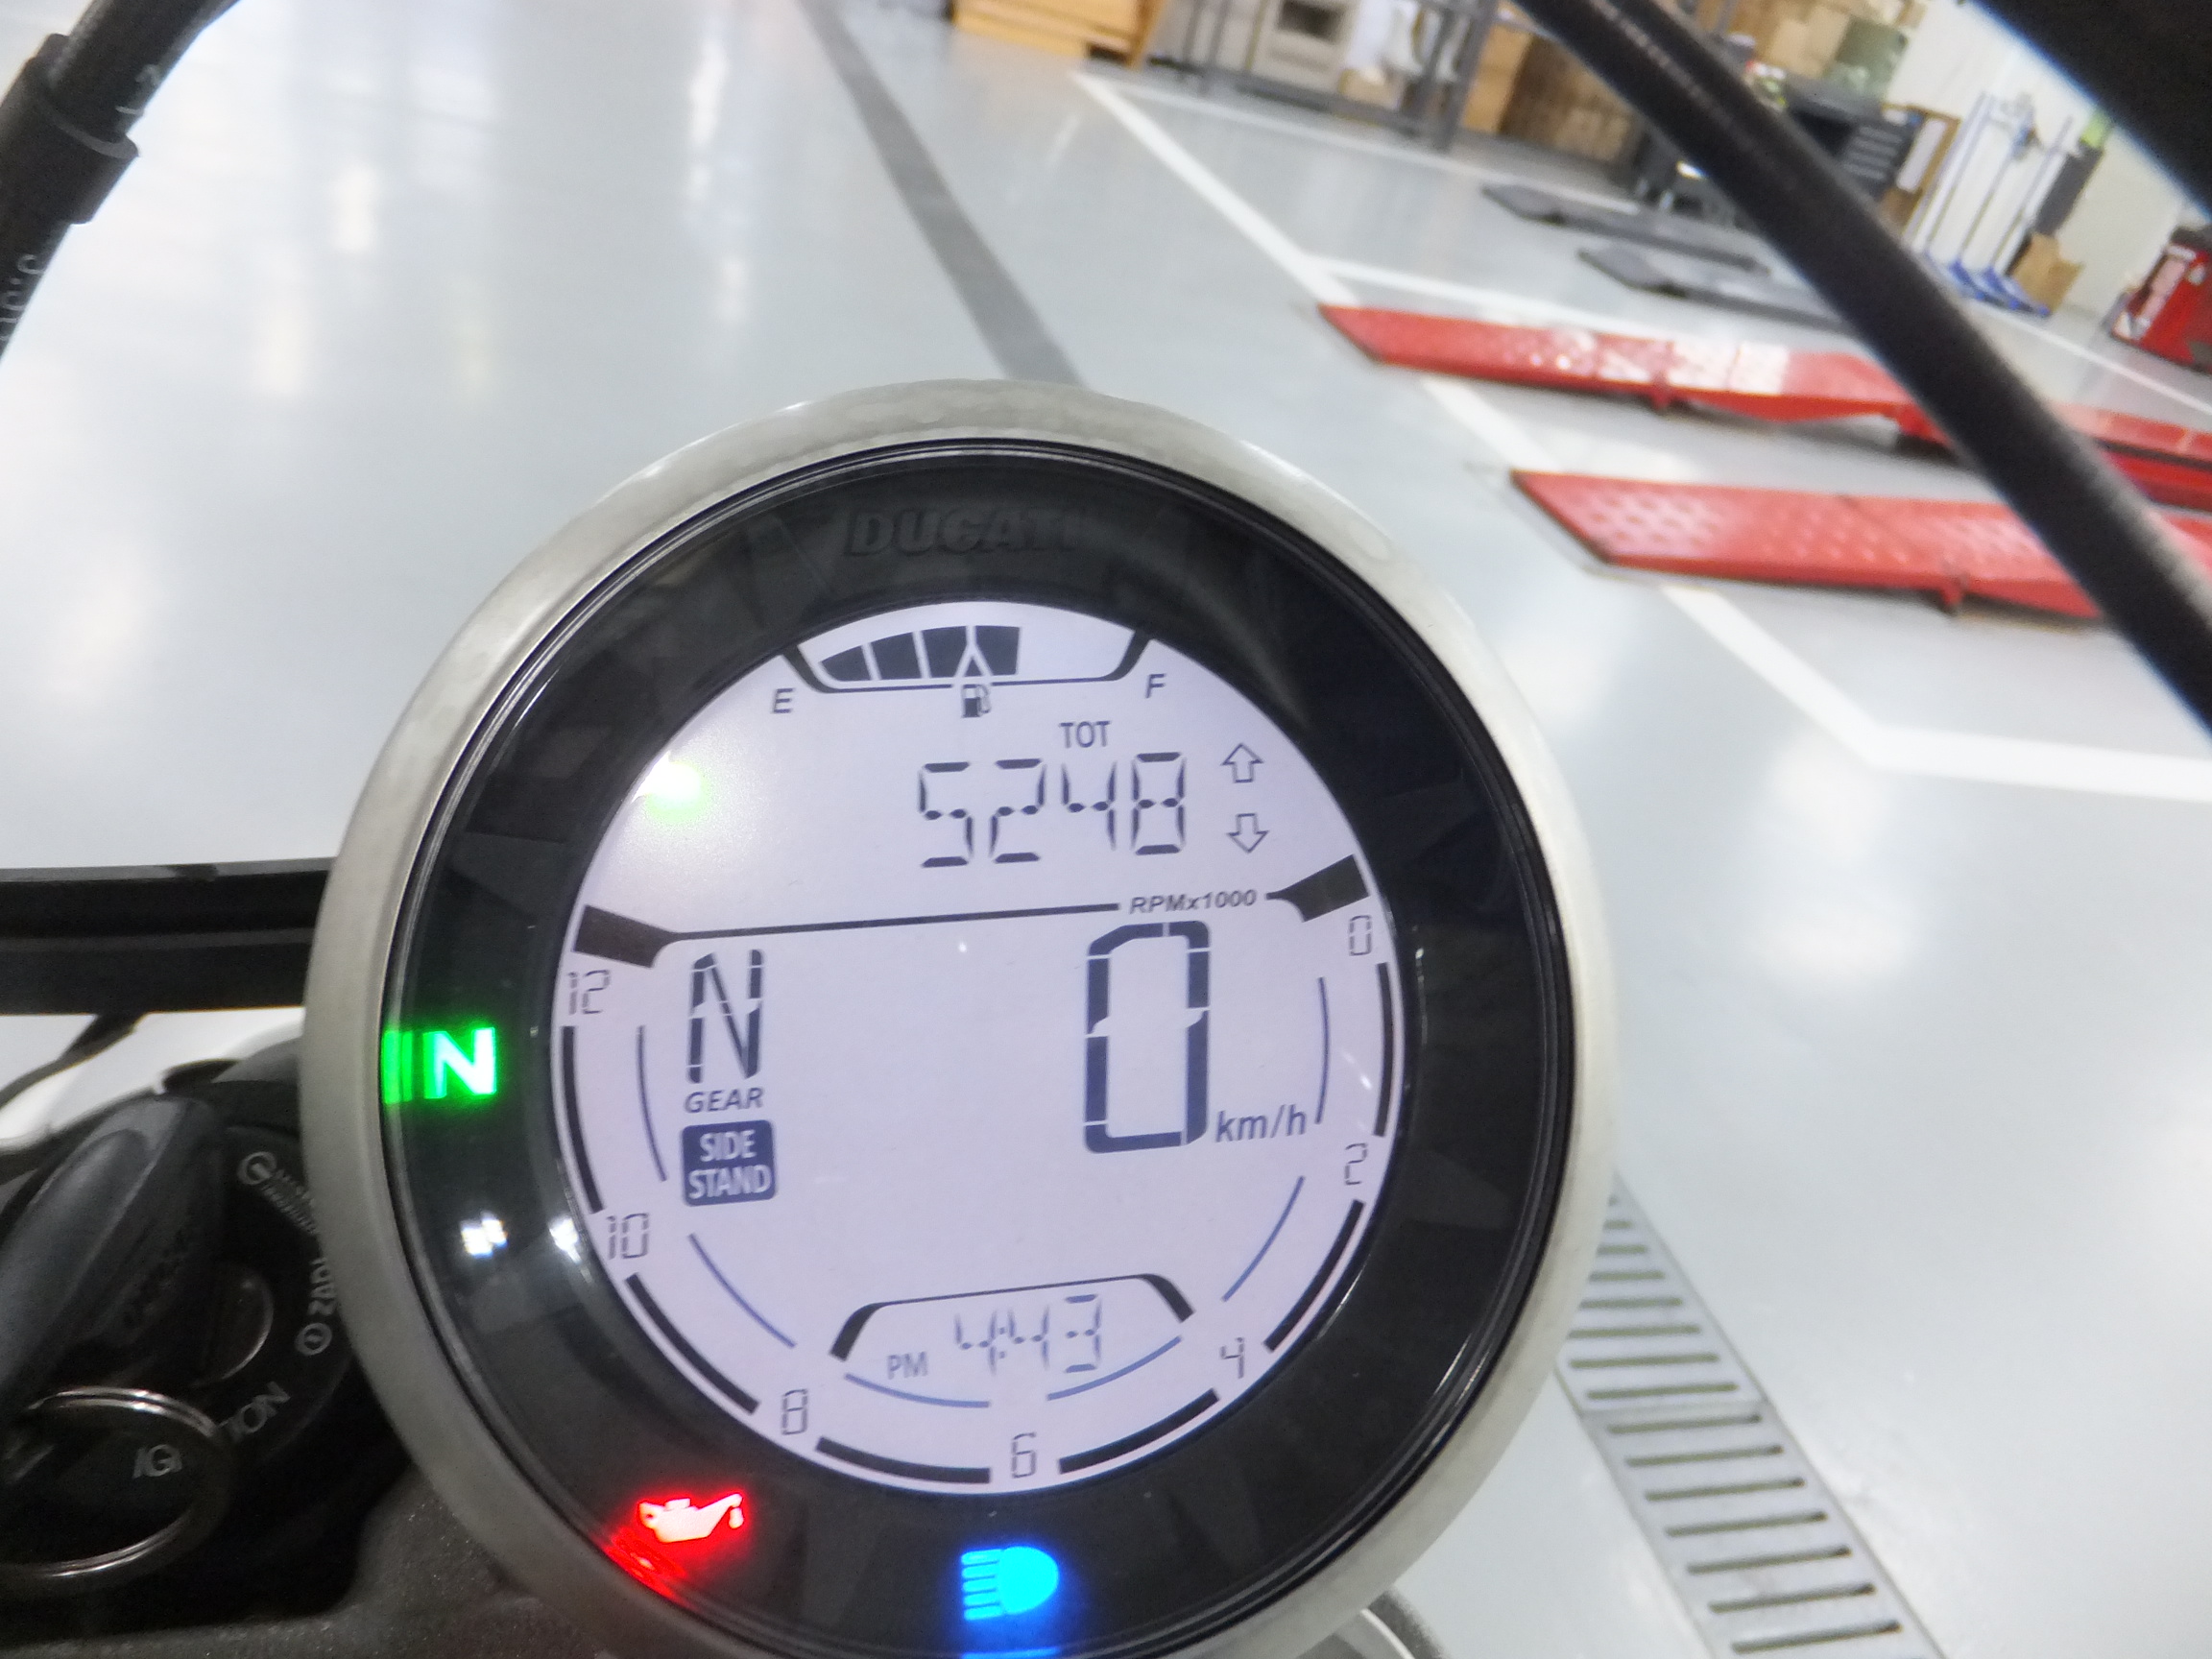 DUCATI
E F
TOT
5248
RPMx1000
12 N 0 0
GEAR
km/h
SIDE
STAND
2
10
PM 4:43
4
8
6
N
IGN